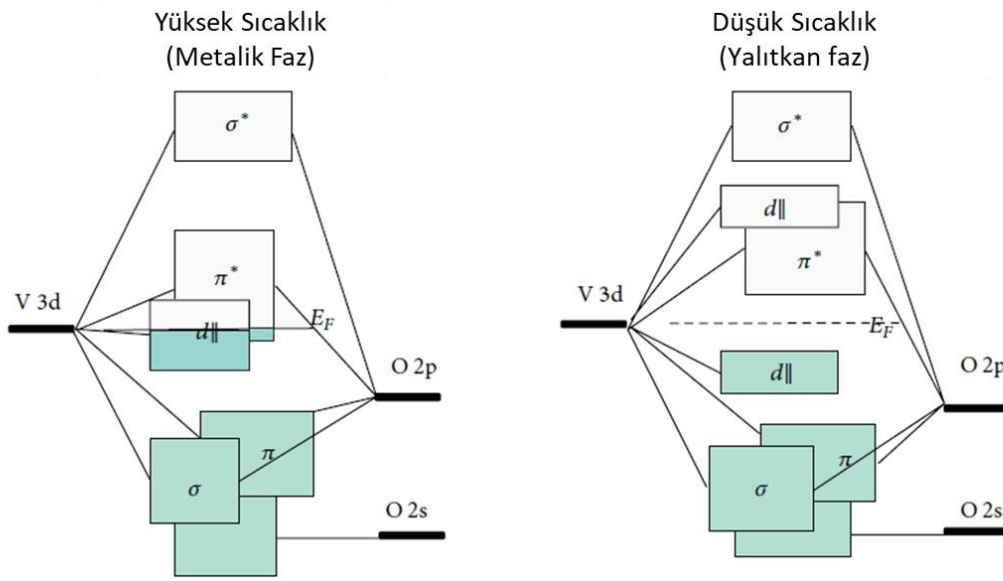 Yüksek Sıcaklık
(Metalik Faz)
σ*
π*
V 3d
d∥
E_F
O 2p
π
σ
O 2s
Düşük Sıcaklık
(Yalıtkan faz)
σ*
d∥
π*
V 3d
E_F
d∥
O 2p
π
σ
O 2s